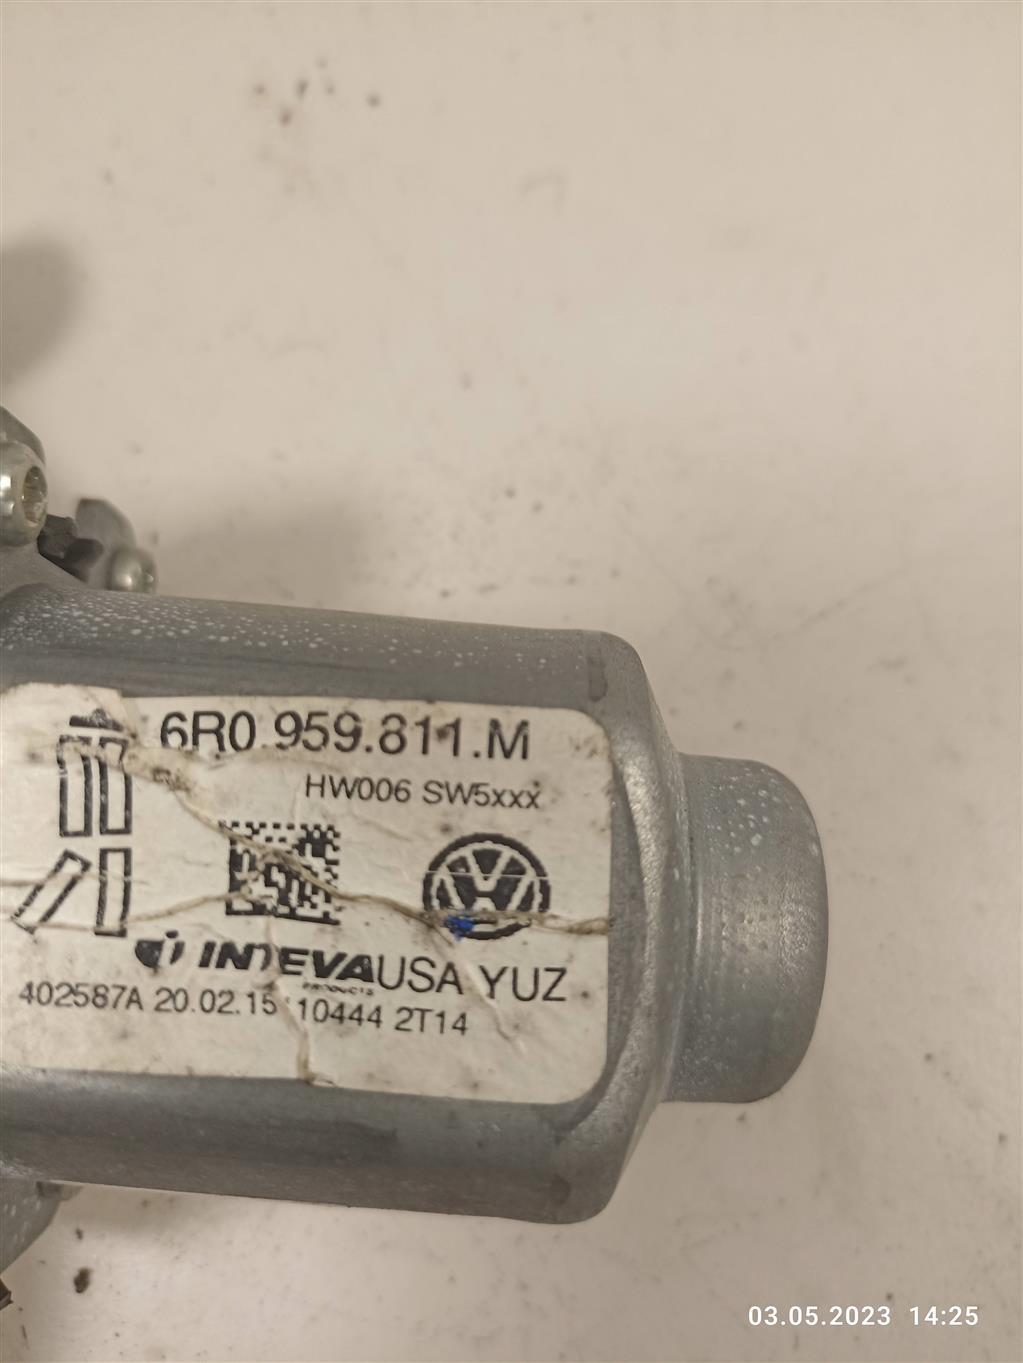 6R0.959.811.M
HW006 SW5xxx
INTEVA USA YUZ
PRODUCTS
402587A 20.02.15 10444 2T14
03.05.2023 14:25